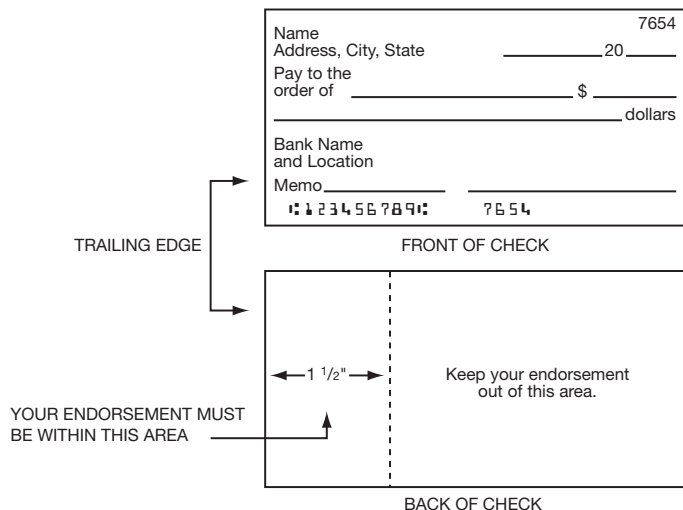 7654
Name
Address, City, State 20
Pay to the
order of $
dollars
Bank Name
and Location
Memo
⑆123456789⑆ 7654
TRAILING EDGE
FRONT OF CHECK
1 1/2"
Keep your endorsement
out of this area.
YOUR ENDORSEMENT MUST
BE WITHIN THIS AREA
BACK OF CHECK